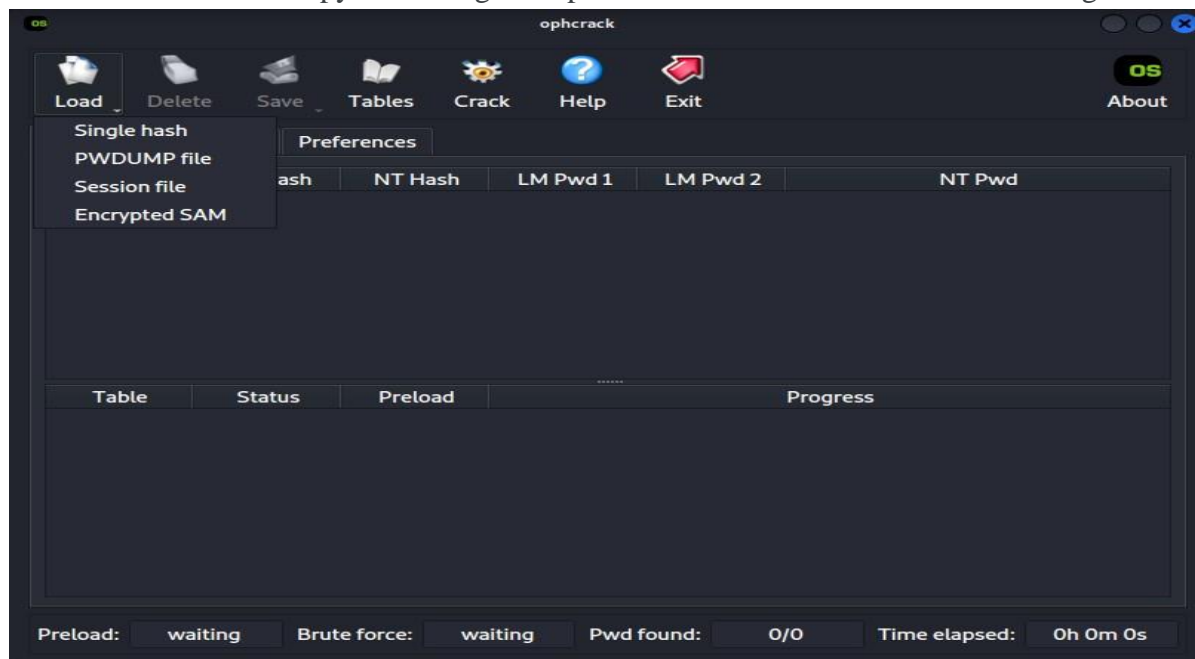 OS ophcrack
Load Delete Save Tables Crack Help Exit OS About
Single hash
Preferences
PWDUMP file
Session file
ash NT Hash LM Pwd 1 LM Pwd 2 NT Pwd
Encrypted SAM
Table Status Preload Progress
Preload: waiting Brute force: waiting Pwd found: 0/0 Time elapsed: 0h 0m 0s